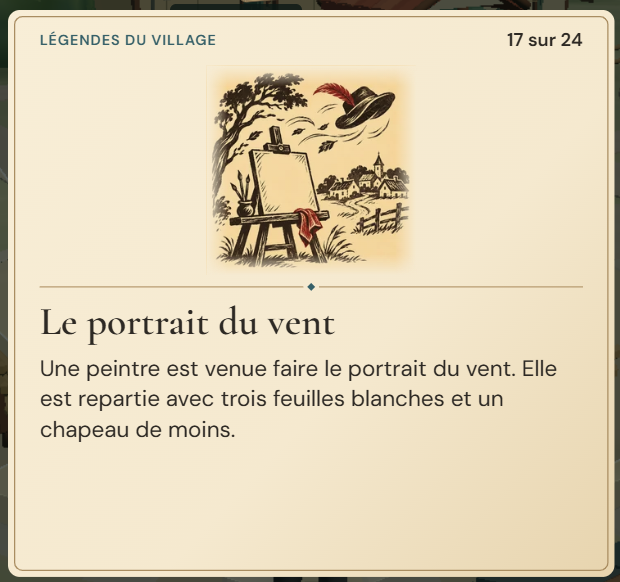 LÉGENDES DU VILLAGE
17 sur 24
Le portrait du vent
Une peintre est venue faire le portrait du vent. Elle
est repartie avec trois feuilles blanches et un
chapeau de moins.